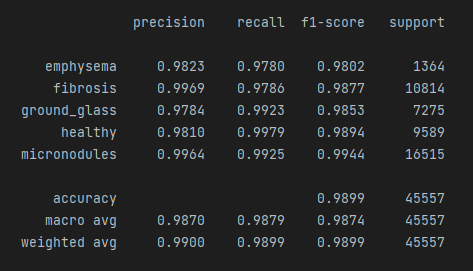 precision recall f1-score support
emphysema 0.9823 0.9780 0.9802 1364
fibrosis 0.9969 0.9786 0.9877 10814
ground_glass 0.9784 0.9923 0.9853 7275
healthy 0.9810 0.9979 0.9894 9589
micronodules 0.9964 0.9925 0.9944 16515
accuracy 0.9899 45557
macro avg 0.9870 0.9879 0.9874 45557
weighted avg 0.9900 0.9899 0.9899 45557